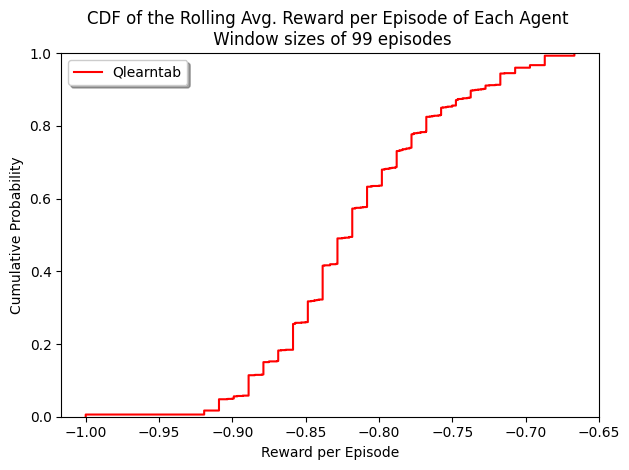 CDF of the Rolling Avg. Reward per Episode of Each Agent
Window sizes of 99 episodes
Qlearntab
Cumulative Probability
1.0
0.8
0.6
0.4
0.2
0.0
−1.00 −0.95 −0.90 −0.85 −0.80 −0.75 −0.70 −0.65
Reward per Episode